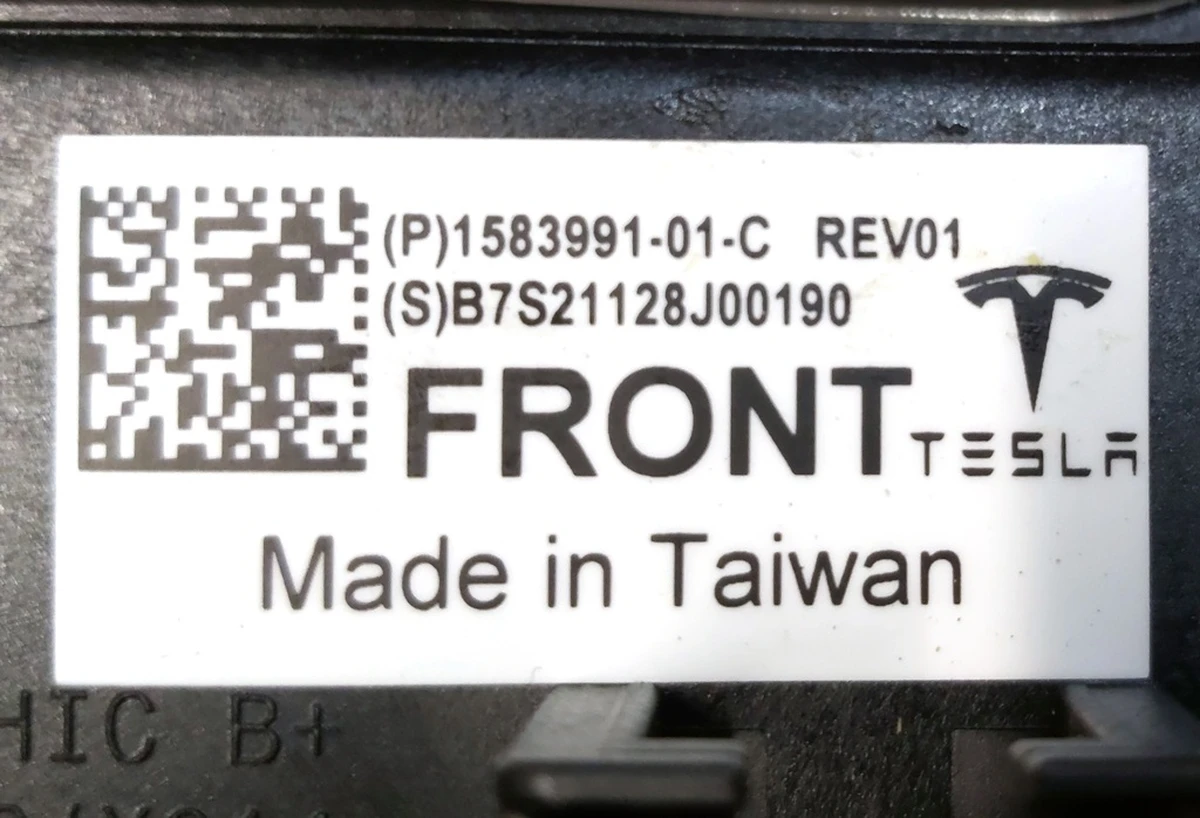 (P)1583991-01-C REV01
(S)B7S21128J00190
FRONT
TESLA
Made in Taiwan
HIC B+